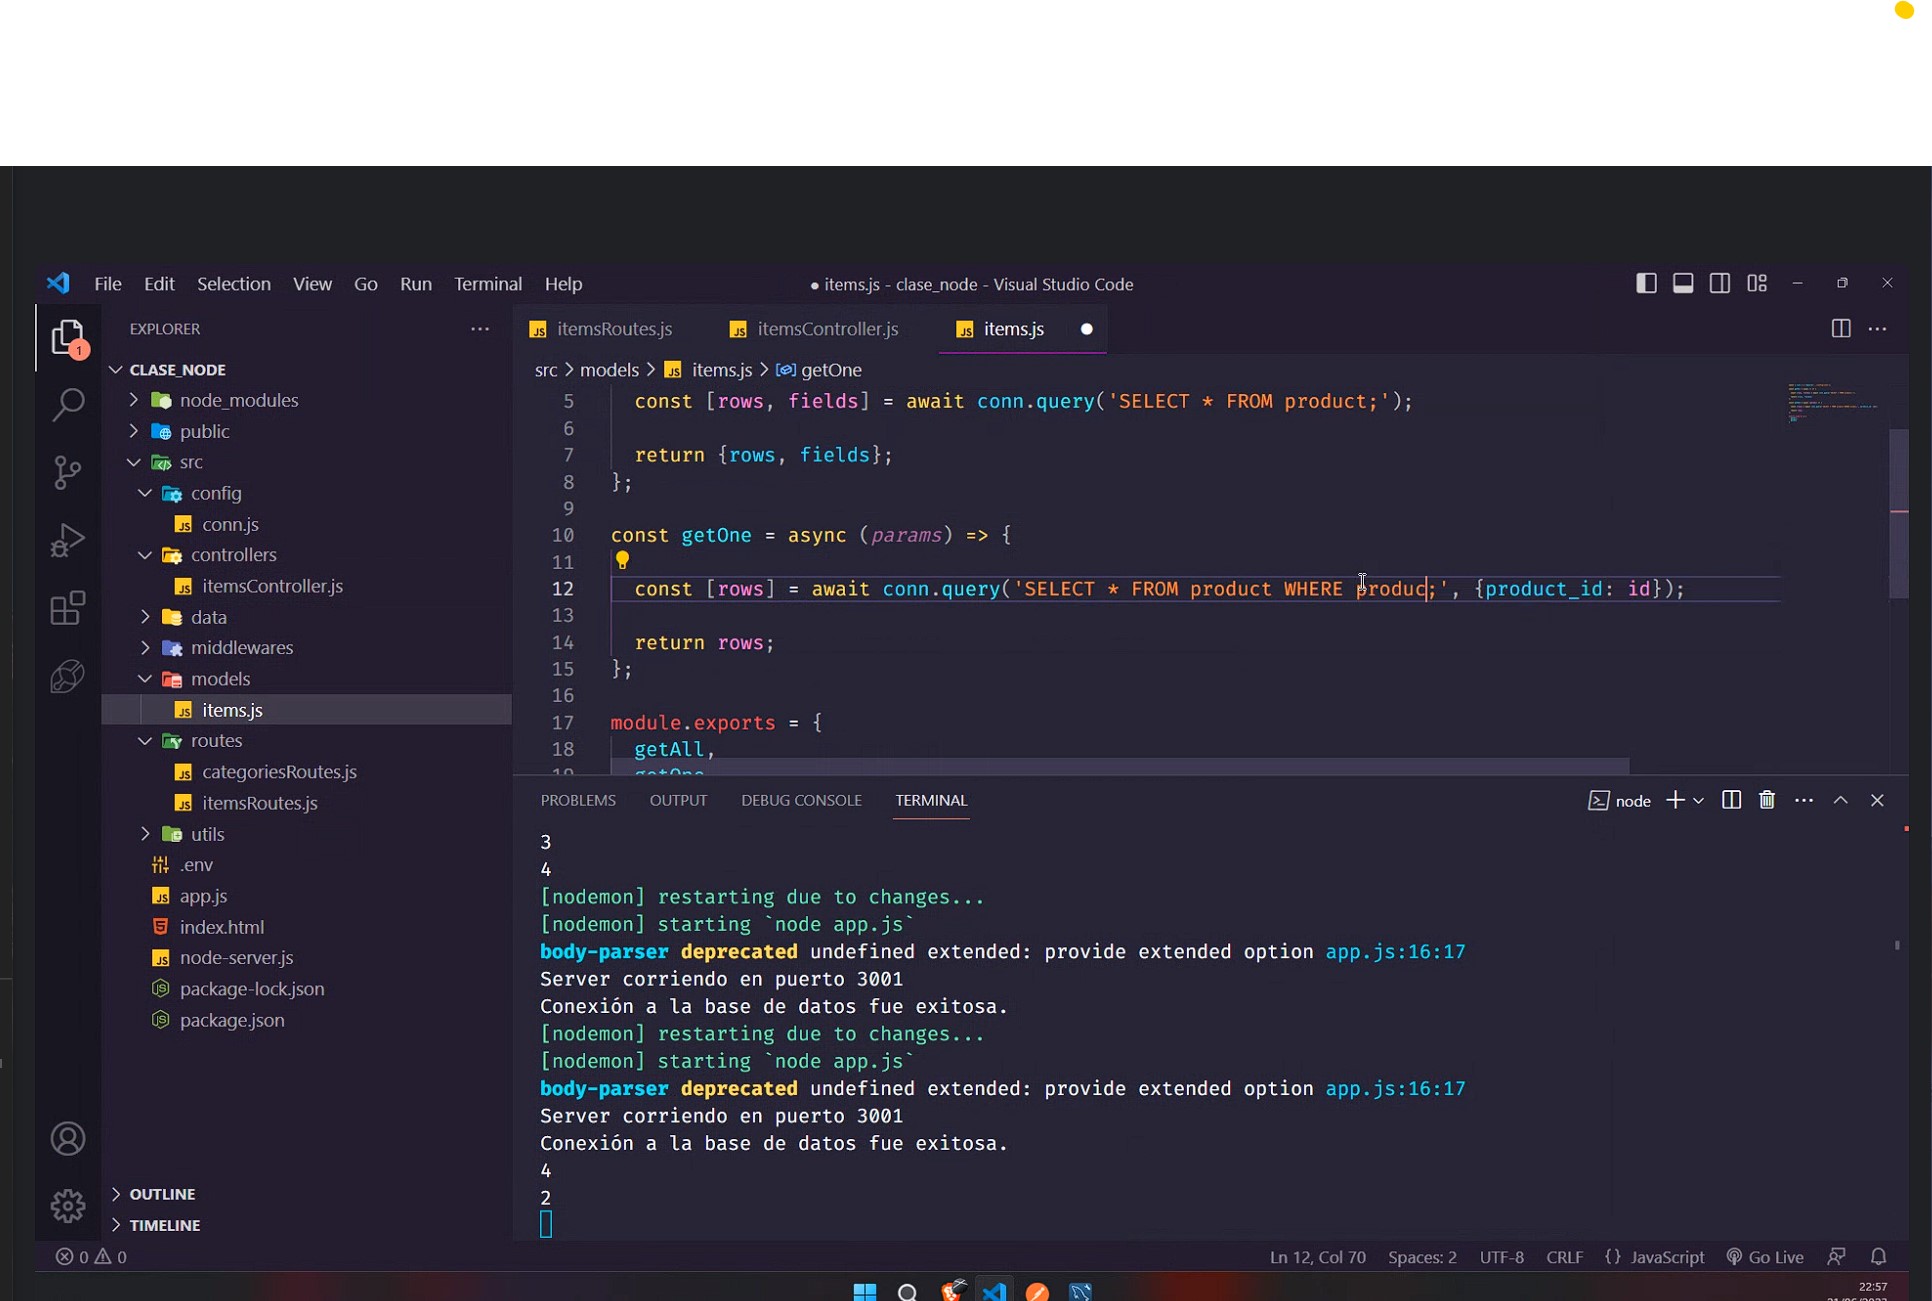 File Edit Selection View Go Run Terminal Help
● items.js - clase_node - Visual Studio Code
EXPLORER
1
CLASE_NODE
node_modules
public
src
config
conn.js
controllers
itemsController.js
data
middlewares
models
items.js
routes
categoriesRoutes.js
itemsRoutes.js
utils
.env
app.js
index.html
node-server.js
package-lock.json
package.json
OUTLINE
TIMELINE
itemsRoutes.js itemsController.js items.js
src > models > items.js > getOne
5 const [rows, fields] = await conn.query('SELECT * FROM product;');
6
7 return {rows, fields};
8 };
9
10 const getOne = async (params) => {
11
12 const [rows] = await conn.query('SELECT * FROM product WHERE produc;', {product_id: id});
13
14 return rows;
15 };
16
17 module.exports = {
18 getAll,
19 getOne
PROBLEMS OUTPUT DEBUG CONSOLE TERMINAL
node
3
4
[nodemon] restarting due to changes...
[nodemon] starting `node app.js`
body-parser deprecated undefined extended: provide extended option app.js:16:17
Server corriendo en puerto 3001
Conexión a la base de datos fue exitosa.
[nodemon] restarting due to changes...
[nodemon] starting `node app.js`
body-parser deprecated undefined extended: provide extended option app.js:16:17
Server corriendo en puerto 3001
Conexión a la base de datos fue exitosa.
4
2
0 0
Ln 12, Col 70 Spaces: 2 UTF-8 CRLF {} JavaScript Go Live
22:57